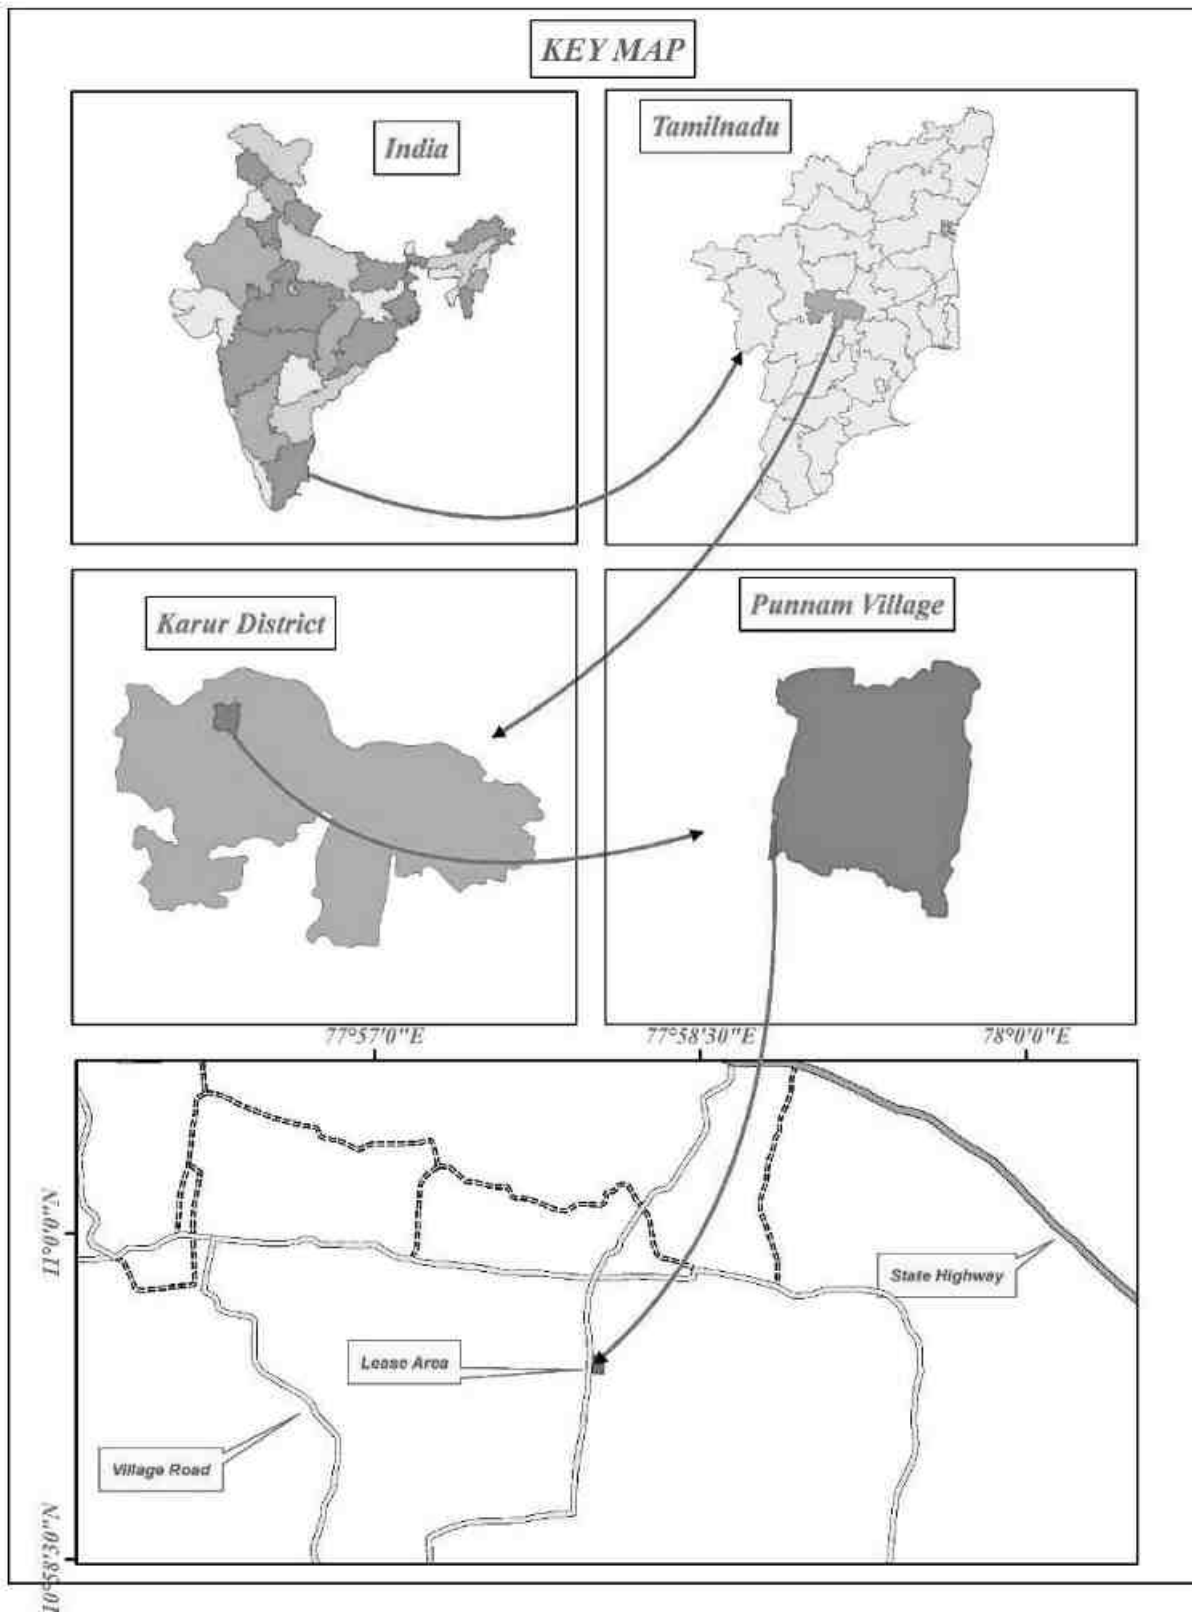 KEY MAP
India
Tamilnadu
Karur District
Punnam Village
77°57'0"E
77°58'30"E
78°0'0"E
11°0'0"N
State Highway
Lease Area
Village Road
10°58'30"N